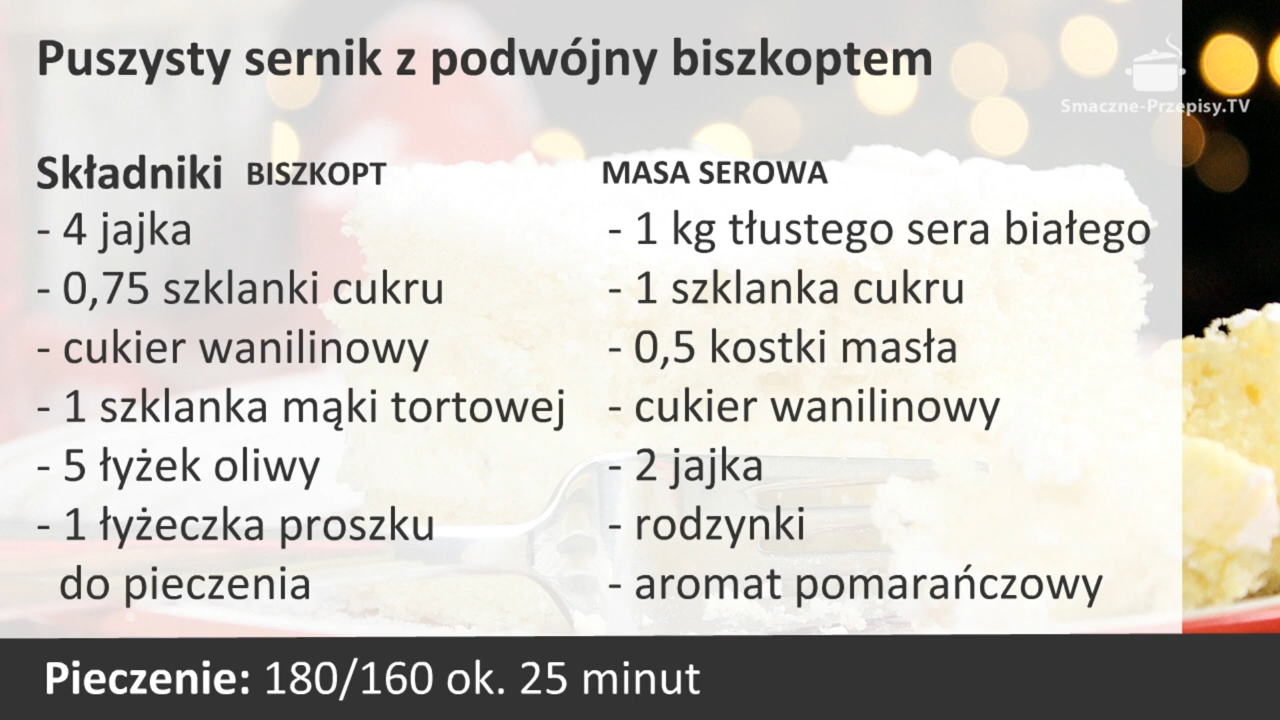 Puszysty sernik z podwójny biszkoptem
Smaczne-Przepisy.TV
Składniki BISZKOPT
- 4 jajka
- 0,75 szklanki cukru
- cukier wanilinowy
- 1 szklanka mąki tortowej
- 5 łyżek oliwy
- 1 łyżeczka proszku
do pieczenia
MASA SEROWA
- 1 kg tłustego sera białego
- 1 szklanka cukru
- 0,5 kostki masła
- cukier wanilinowy
- 2 jajka
- rodzynki
- aromat pomarańczowy
Pieczenie: 180/160 ok. 25 minut